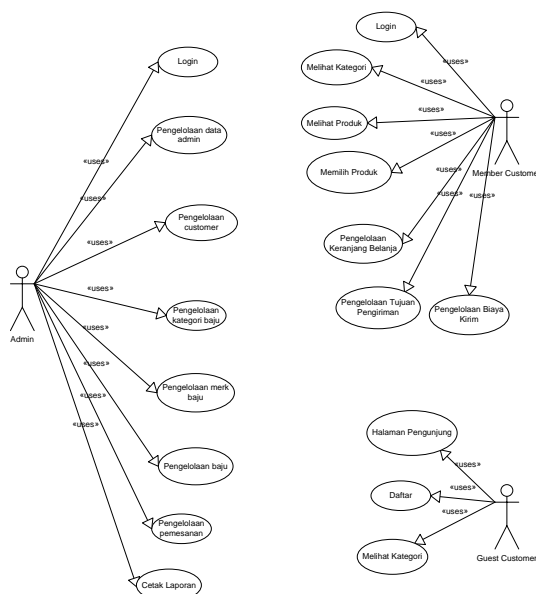 Login
«uses»
Pengelolaan data
admin
«uses»
Pengelolaan
customer
«uses»
Pengelolaan
kategori baju
«uses»
Pengelolaan merk
baju
«uses»
Pengelolaan baju
«uses»
Pengelolaan
pemesanan
«uses»
Cetak Laporan
«uses»
Admin
Login
«uses»
Melihat Kategori
«uses»
Melihat Produk
«uses»
Memilih Produk
«uses»
Pengelolaan
Keranjang Belanja
«uses»
Pengelolaan Tujuan
Pengiriman
«uses»
Pengelolaan Biaya
Kirim
«uses»
Member Customer
Halaman Pengunjung
«uses»
Daftar
«uses»
Melihat Kategori
«uses»
Guest Customer